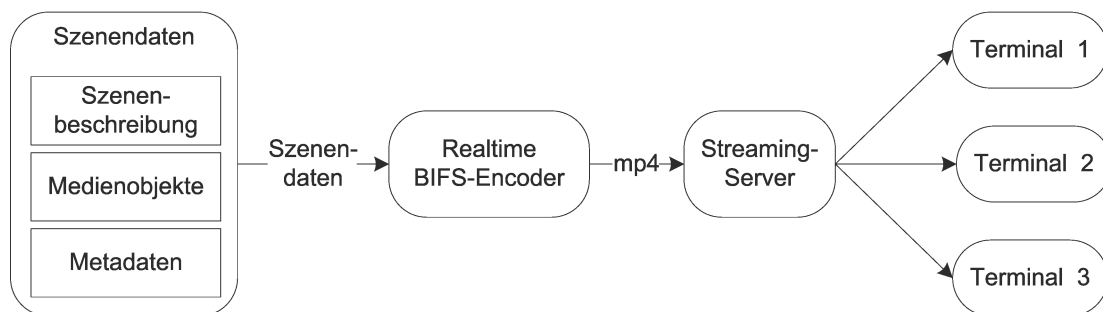 Szenendaten
Szenen-
beschreibung
Medienobjekte
Metadaten
Szenen-
daten
Realtime
BIFS-Encoder
mp4
Streaming-
Server
Terminal 1
Terminal 2
Terminal 3